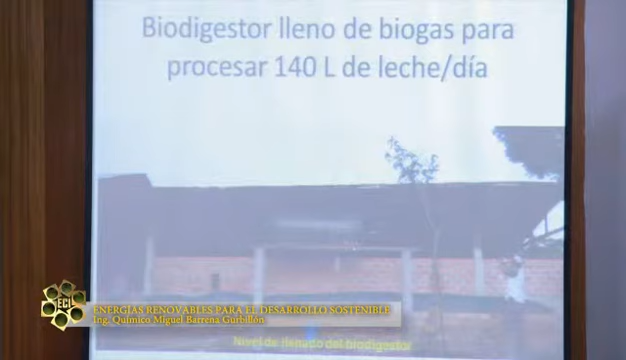 Biodigestor lleno de biogas para
procesar 140 L de leche/día
ECI
ENERGÍAS RENOVABLES PARA EL DESARROLLO SOSTENIBLE
Ing. Químico Miguel Barrena Gurbillón
Nivel de llenado del biodigestor